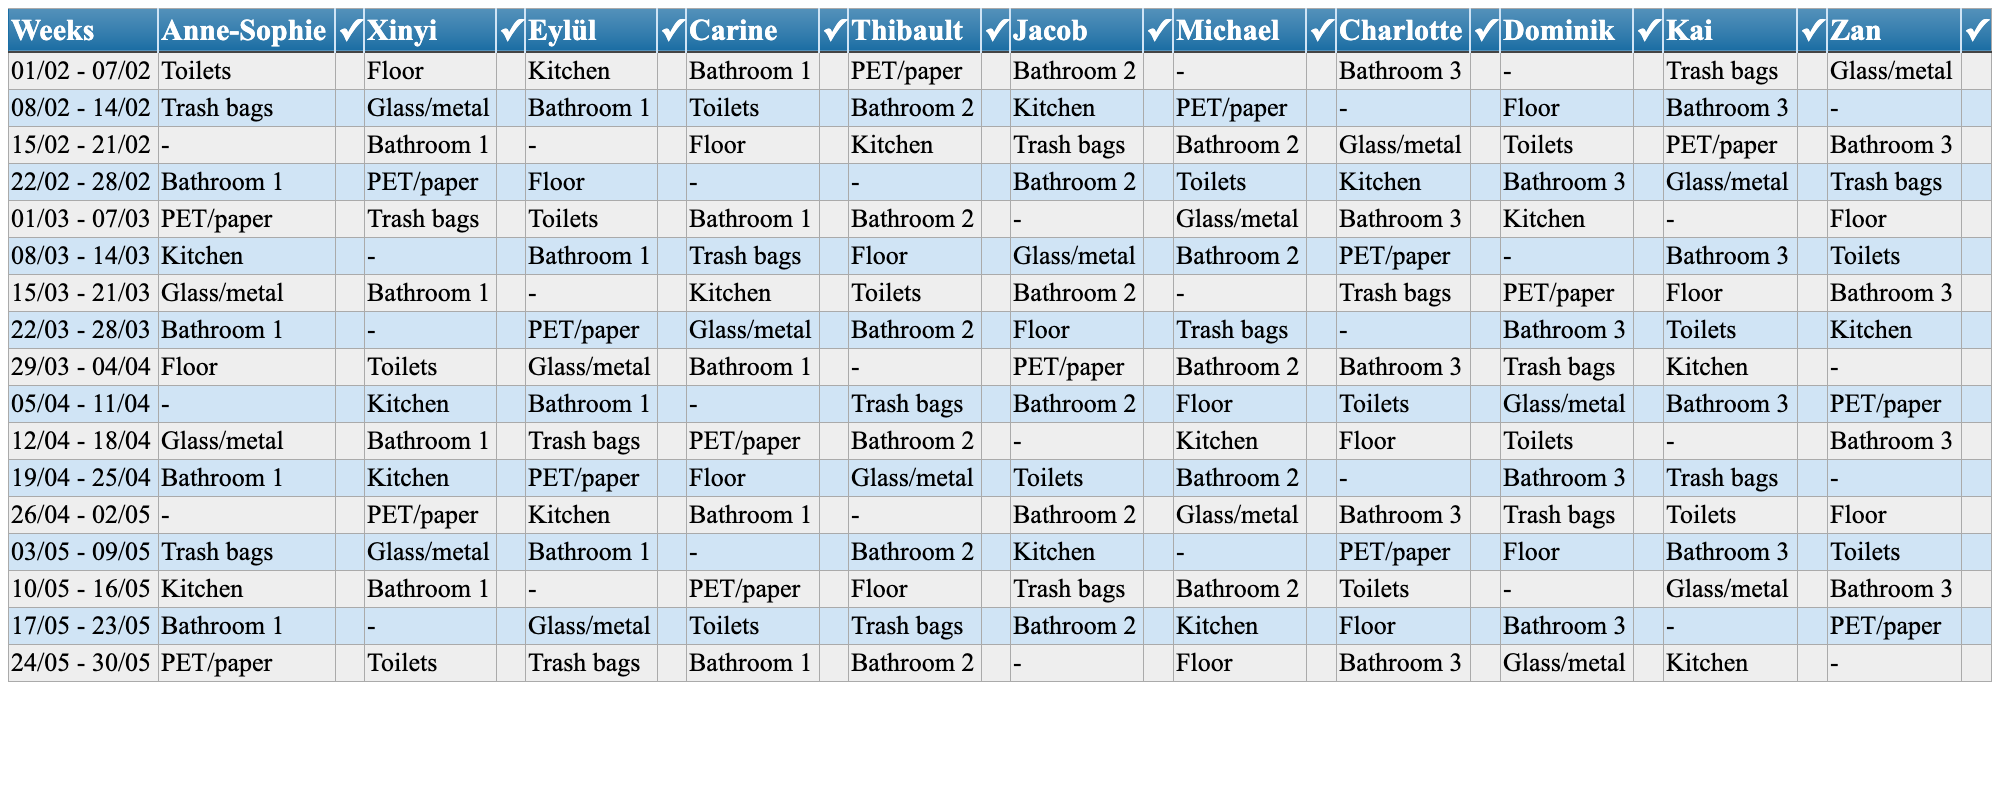 Weeks Anne-Sophie ✓ Xinyi ✓ Eylül ✓ Carine ✓ Thibault ✓ Jacob ✓ Michael ✓ Charlotte ✓ Dominik ✓ Kai ✓ Zan ✓
01/02 - 07/02 Toilets Floor Kitchen Bathroom 1 PET/paper Bathroom 2 - Bathroom 3 - Trash bags Glass/metal
08/02 - 14/02 Trash bags Glass/metal Bathroom 1 Toilets Bathroom 2 Kitchen PET/paper - Floor Bathroom 3 -
15/02 - 21/02 - Bathroom 1 - Floor Kitchen Trash bags Bathroom 2 Glass/metal Toilets PET/paper Bathroom 3
22/02 - 28/02 Bathroom 1 PET/paper Floor - - Bathroom 2 Toilets Kitchen Bathroom 3 Glass/metal Trash bags
01/03 - 07/03 PET/paper Trash bags Toilets Bathroom 1 Bathroom 2 - Glass/metal Bathroom 3 Kitchen - Floor
08/03 - 14/03 Kitchen - Bathroom 1 Trash bags Floor Glass/metal Bathroom 2 PET/paper - Bathroom 3 Toilets
15/03 - 21/03 Glass/metal Bathroom 1 - Kitchen Toilets Bathroom 2 - Trash bags PET/paper Floor Bathroom 3
22/03 - 28/03 Bathroom 1 - PET/paper Glass/metal Bathroom 2 Floor Trash bags - Bathroom 3 Toilets Kitchen
29/03 - 04/04 Floor Toilets Glass/metal Bathroom 1 - PET/paper Bathroom 2 Bathroom 3 Trash bags Kitchen -
05/04 - 11/04 - Kitchen Bathroom 1 - Trash bags Bathroom 2 Floor Toilets Glass/metal Bathroom 3 PET/paper
12/04 - 18/04 Glass/metal Bathroom 1 Trash bags PET/paper Bathroom 2 - Kitchen Floor Toilets - Bathroom 3
19/04 - 25/04 Bathroom 1 Kitchen PET/paper Floor Glass/metal Toilets Bathroom 2 - Bathroom 3 Trash bags -
26/04 - 02/05 - PET/paper Kitchen Bathroom 1 - Bathroom 2 Glass/metal Bathroom 3 Trash bags Toilets Floor
03/05 - 09/05 Trash bags Glass/metal Bathroom 1 - Bathroom 2 Kitchen - PET/paper Floor Bathroom 3 Toilets
10/05 - 16/05 Kitchen Bathroom 1 - PET/paper Floor Trash bags Bathroom 2 Toilets - Glass/metal Bathroom 3
17/05 - 23/05 Bathroom 1 - Glass/metal Toilets Trash bags Bathroom 2 Kitchen Floor Bathroom 3 - PET/paper
24/05 - 30/05 PET/paper Toilets Trash bags Bathroom 1 Bathroom 2 - Floor Bathroom 3 Glass/metal Kitchen -